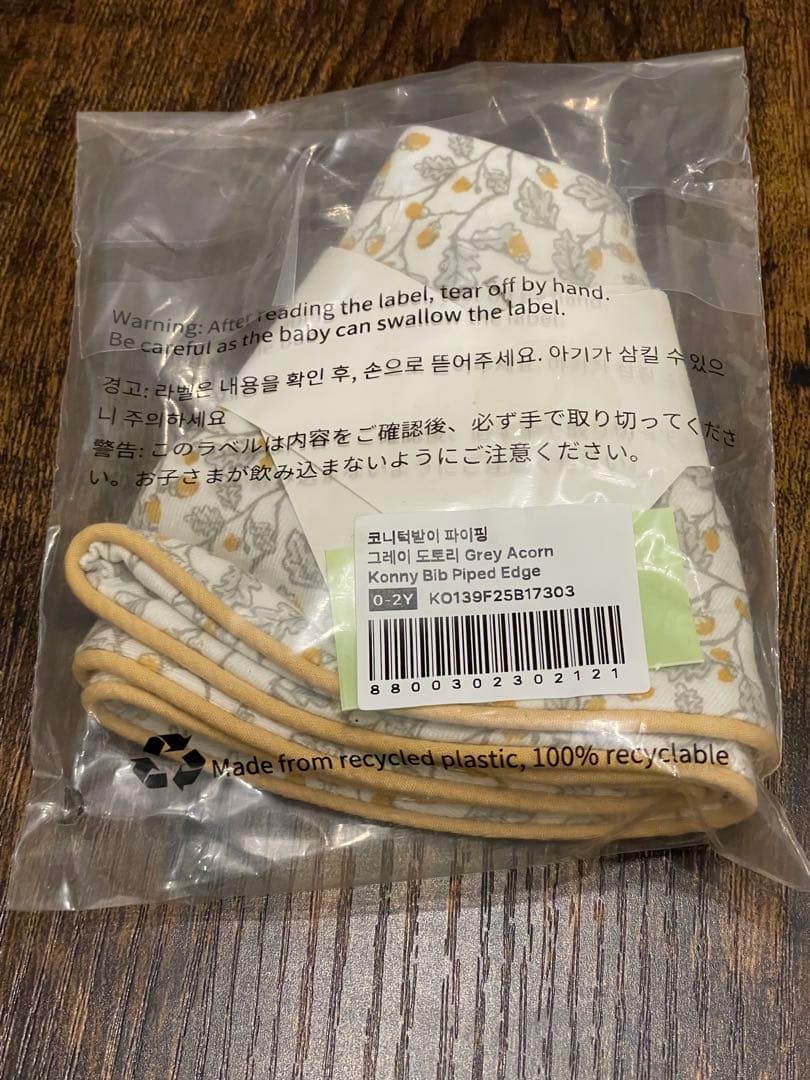 Warning: After reading the label, tear off by hand.
Be careful as the baby can swallow the label.
경고: 라벨은 내용을 확인 후, 손으로 뜯어주세요. 아기가 삼킬 수 있으
니 주의하세요
警告: このラベルは内容をご確認後、必ず手で取り切ってくださ
い。お子さまが飲み込まないようにご注意ください。
코니턱받이 파이핑
그레이 도토리 Grey Acorn
Konny Bib Piped Edge
0-2Y KO139F25B17303
8800302302121
Made from recycled plastic, 100% recyclable